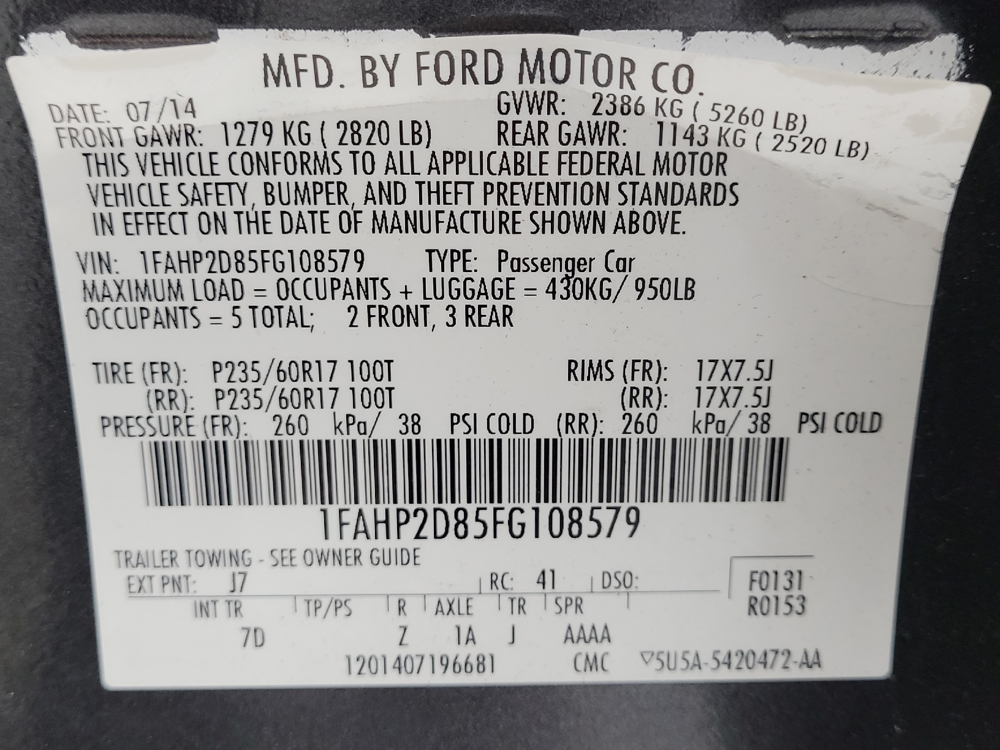 MFD. BY FORD MOTOR CO.
DATE: 07/14 GVWR: 2386 KG ( 5260 LB)
FRONT GAWR: 1279 KG ( 2820 LB) REAR GAWR: 1143 KG ( 2520 LB)
THIS VEHICLE CONFORMS TO ALL APPLICABLE FEDERAL MOTOR
VEHICLE SAFETY, BUMPER, AND THEFT PREVENTION STANDARDS
IN EFFECT ON THE DATE OF MANUFACTURE SHOWN ABOVE.
VIN: 1FAHP2D85FG108579 TYPE: Passenger Car
MAXIMUM LOAD = OCCUPANTS + LUGGAGE = 430KG/ 950LB
OCCUPANTS = 5 TOTAL; 2 FRONT, 3 REAR
TIRE (FR): P235/60R17 100T RIMS (FR): 17X7.5J
(RR): P235/60R17 100T (RR): 17X7.5J
PRESSURE (FR): 260 kPa/ 38 PSI COLD (RR): 260 kPa/ 38 PSI COLD
1FAHP2D85FG108579
TRAILER TOWING - SEE OWNER GUIDE
EXT PNT: J7 RC: 41 DSO: F0131
INT TR TP/PS R AXLE TR SPR R0153
7D Z 1A J AAAA
1201407196681 CMC ▽5U5A-5420472-AA